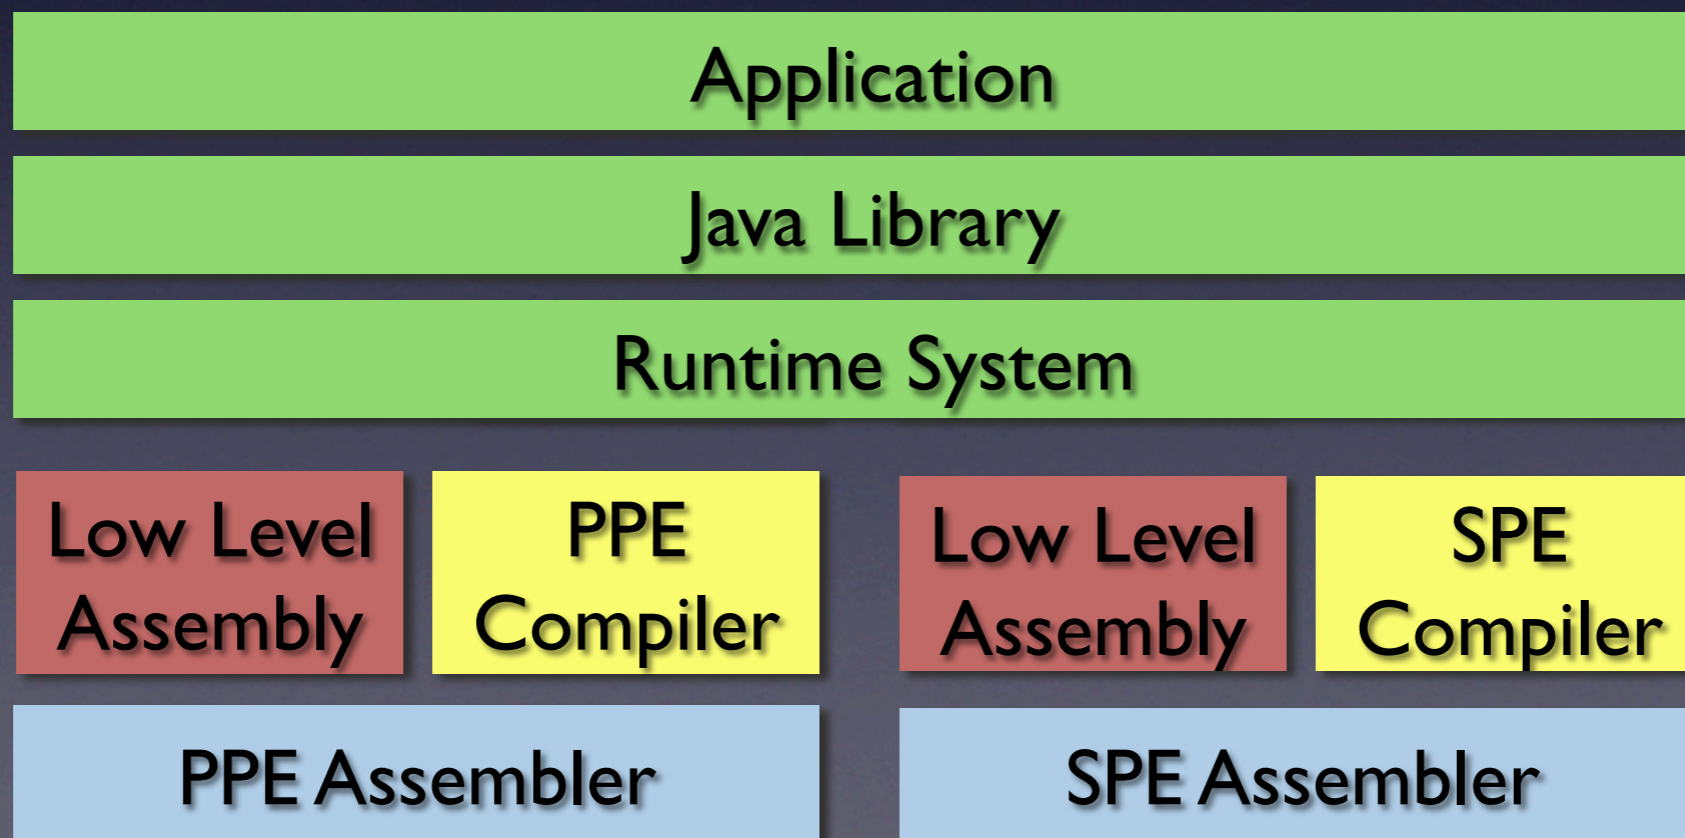 Application
Java Library
Runtime System
Low Level
Assembly
PPE
Compiler
Low Level
Assembly
SPE
Compiler
PPE Assembler
SPE Assembler